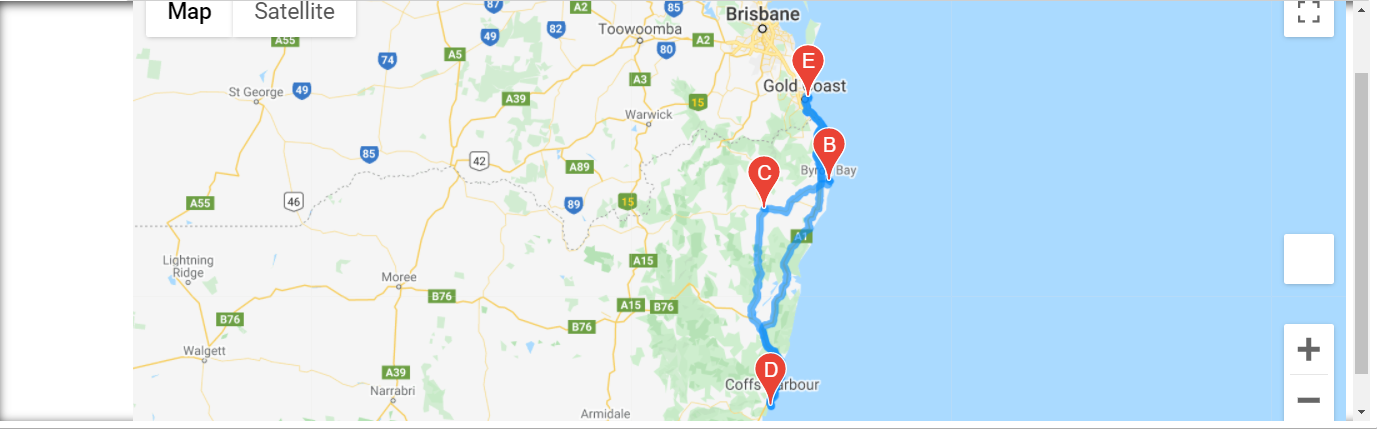 Map
Satellite
87
A2
85
Brisbane
A55
49
82
Toowoomba
A2
74
A5
80
E
St George
49
A39
A3
15
Gold Coast
Warwick
85
42
A89
B
Byron Bay
C
A55
46
89
15
A1
Lightning
Ridge
Moree
A15
B76
B76
A15
B76
B76
Walgett
A39
Narrabri
D
Coffs Harbour
Armidale
+
−